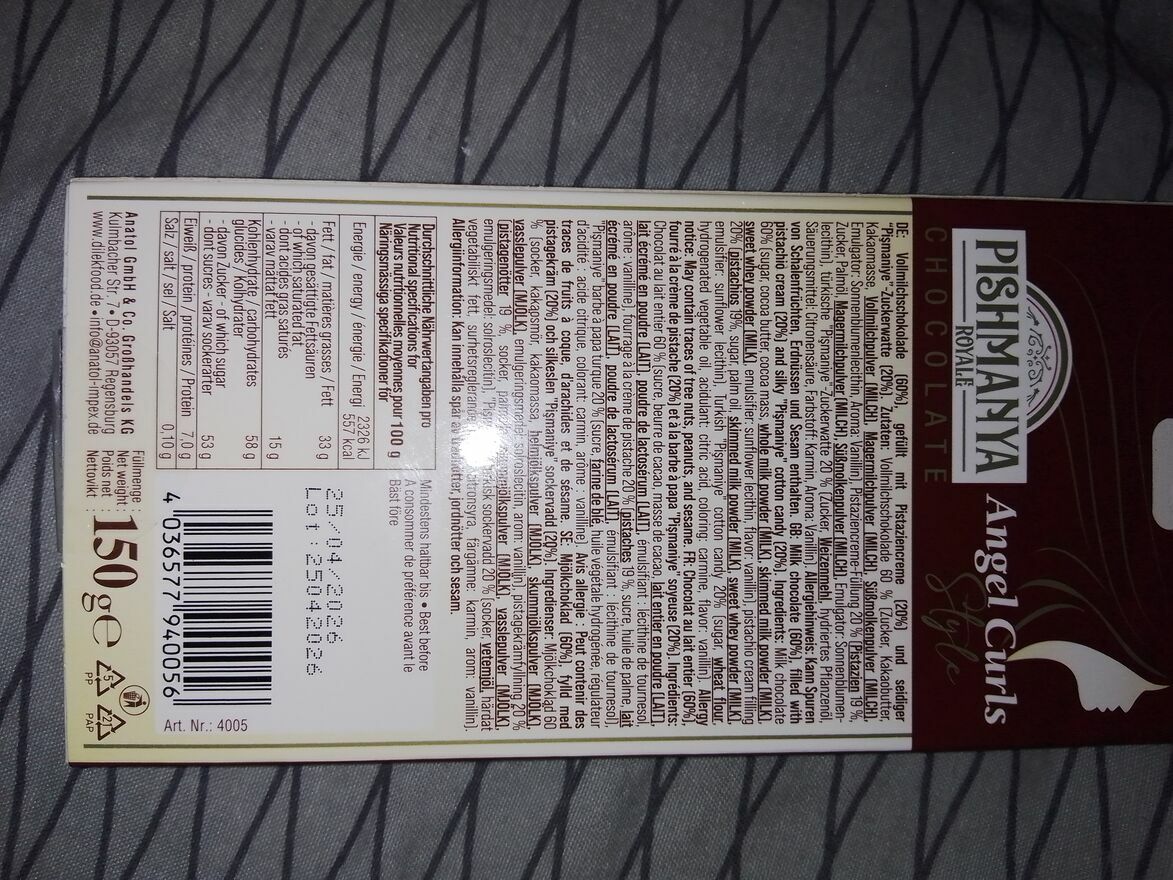 PISHMANYA
ROYALE
Angel Curls
Style
CHOCOLATE
DE: Vollmilchschokolade (60%), gefüllt mit Pistaziencreme (20%) und seidiger
"Pişmaniye"-Zuckerwatte (20%). Zutaten: Vollmilchschokolade 60 % (Zucker, Kakaobutter,
Kakaomasse, Vollmilchpulver (MILCH), Magermilchpulver (MILCH), Süßmolkenpulver (MILCH),
Emulgator: Sonnenblumenlecithin, Aroma: Vanillin), Pistaziencreme-Füllung 20 % (Pistazien 19 %,
Zucker, Palmöl, Magermilchpulver (MILCH), Süßmolkenpulver (MILCH), Emulgator: Sonnenblumen-
lecithin), türkische "Pişmaniye"-Zuckerwatte 20 % (Zucker, Weizenmehl, hydriertes Pflanzenöl,
Säuerungsmittel: Citronensäure, Farbstoff: Karmin, Aroma: Vanillin). Allergiehinweis: Kann Spuren
von Schalenfrüchten, Erdnüssen und Sesam enthalten. GB: Milk chocolate (60%), filled with
pistachio cream (20%) and silky "Pişmaniye" cotton candy (20%). Ingredients: Milk chocolate
60% (sugar, cocoa butter, cocoa mass, whole milk powder (MILK), skimmed milk powder (MILK),
sweet whey powder (MILK), emulsifier: sunflower lecithin, flavor: vanillin), pistachio cream filling
20% (pistachios 19%, sugar, palm oil, skimmed milk powder (MILK), sweet whey powder (MILK),
emulsifier: sunflower lecithin), Turkish "Pişmaniye" cotton candy 20% (sugar, wheat flour,
hydrogenated vegetable oil, acidulant: citric acid, coloring: carmine, flavor: vanillin). Allergy
notice: May contain traces of tree nuts, peanuts, and sesame. FR: Chocolat au lait entier (60%),
fourré à la crème de pistache (20%) et à la barbe à papa "Pişmaniye" soyeuse (20%). Ingrédients:
Chocolat au lait entier 60 % (sucre, beurre de cacao, masse de cacao, lait entier en poudre (LAIT),
lait écrémé en poudre (LAIT), poudre de lactosérum (LAIT), émulsifiant : lécithine de tournesol,
arôme : vanilline), fourrage à la crème de pistache 20 % (pistaches 19 %, sucre, huile de palme, lait
écrémé en poudre (LAIT), poudre de lactosérum (LAIT), émulsifiant : lécithine de tournesol),
"Pişmaniye" barbe à papa turque 20 % (sucre, farine de blé, huile végétale hydrogénée, régulateur
d'acidité : acide citrique, colorant: carmin, arôme : vanilline). Avis allergie : Peut contenir des
traces de fruits à coque, d'arachides et de sésame. SE: Mjölkchoklad (60%), fylld med
pistagekräm (20%) och silkeslen "Pişmaniye" sockervadd (20%). Ingredienser: Mjölkchoklad 60
% (socker, kakaosmör, kakaomassa, helmjölkspulver (MJÖLK), skummjölkspulver (MJÖLK),
vasslepulver (MJÖLK), emulgeringsmedel: solroslecitin, arom: vanillin), pistagekrämfyllning 20 %
(pistagenötter 19 %, socker, palmolja, skummjölkspulver (MJÖLK), vasslepulver (MJÖLK),
emulgeringsmedel: solroslecitin), "Pişmaniye" turkisk sockervadd 20 % (socker, vetemjöl, härdat
vegetabiliskt fett, surhetsreglerande citronsyra, färgämne: karmin, arom: vanillin).
Allergiinformation: Kan innehålla spår av trädnötter, jordnötter och sesam.
Durchschnittliche Nährwertangaben pro
Nutritional specifications for
Valeurs nutritionnelles moyennes pour 100 g
Näringsmässiga specifikationer för
Energie / energy / énergie / Energi 2326 kJ
557 kcal
Fett / fat / matières grasses / Fett 33 g
- davon gesättigte Fettsäuren
- of which saturated fat
- dont acides gras saturés
- varav mättat fett 15 g
Kohlenhydrate / carbohydrates
glucides / Kolhydrater 58 g
- davon Zucker - of which sugar
- dont sucres - varav sockerarter 53 g
Eiweiß / protein / protéines / Protein 7,0 g
Salz / salt / sel / Salt 0,10 g
Mindestens haltbar bis • Best before
A consommer de préférence avant le
Bäst före
25/04/2026
Lot: 25042026
4 036577 940056
Art. Nr.: 4005
Anatol GmbH & Co. Großhandels KG
Kulmbacher Str. 7 • D-93057 Regensburg
www.dilekfood.de • info@anatol-impex.de
Füllmenge :
Net weight :
Poids net :
Nettovikt :
150 g e
5
PP
21
PAP